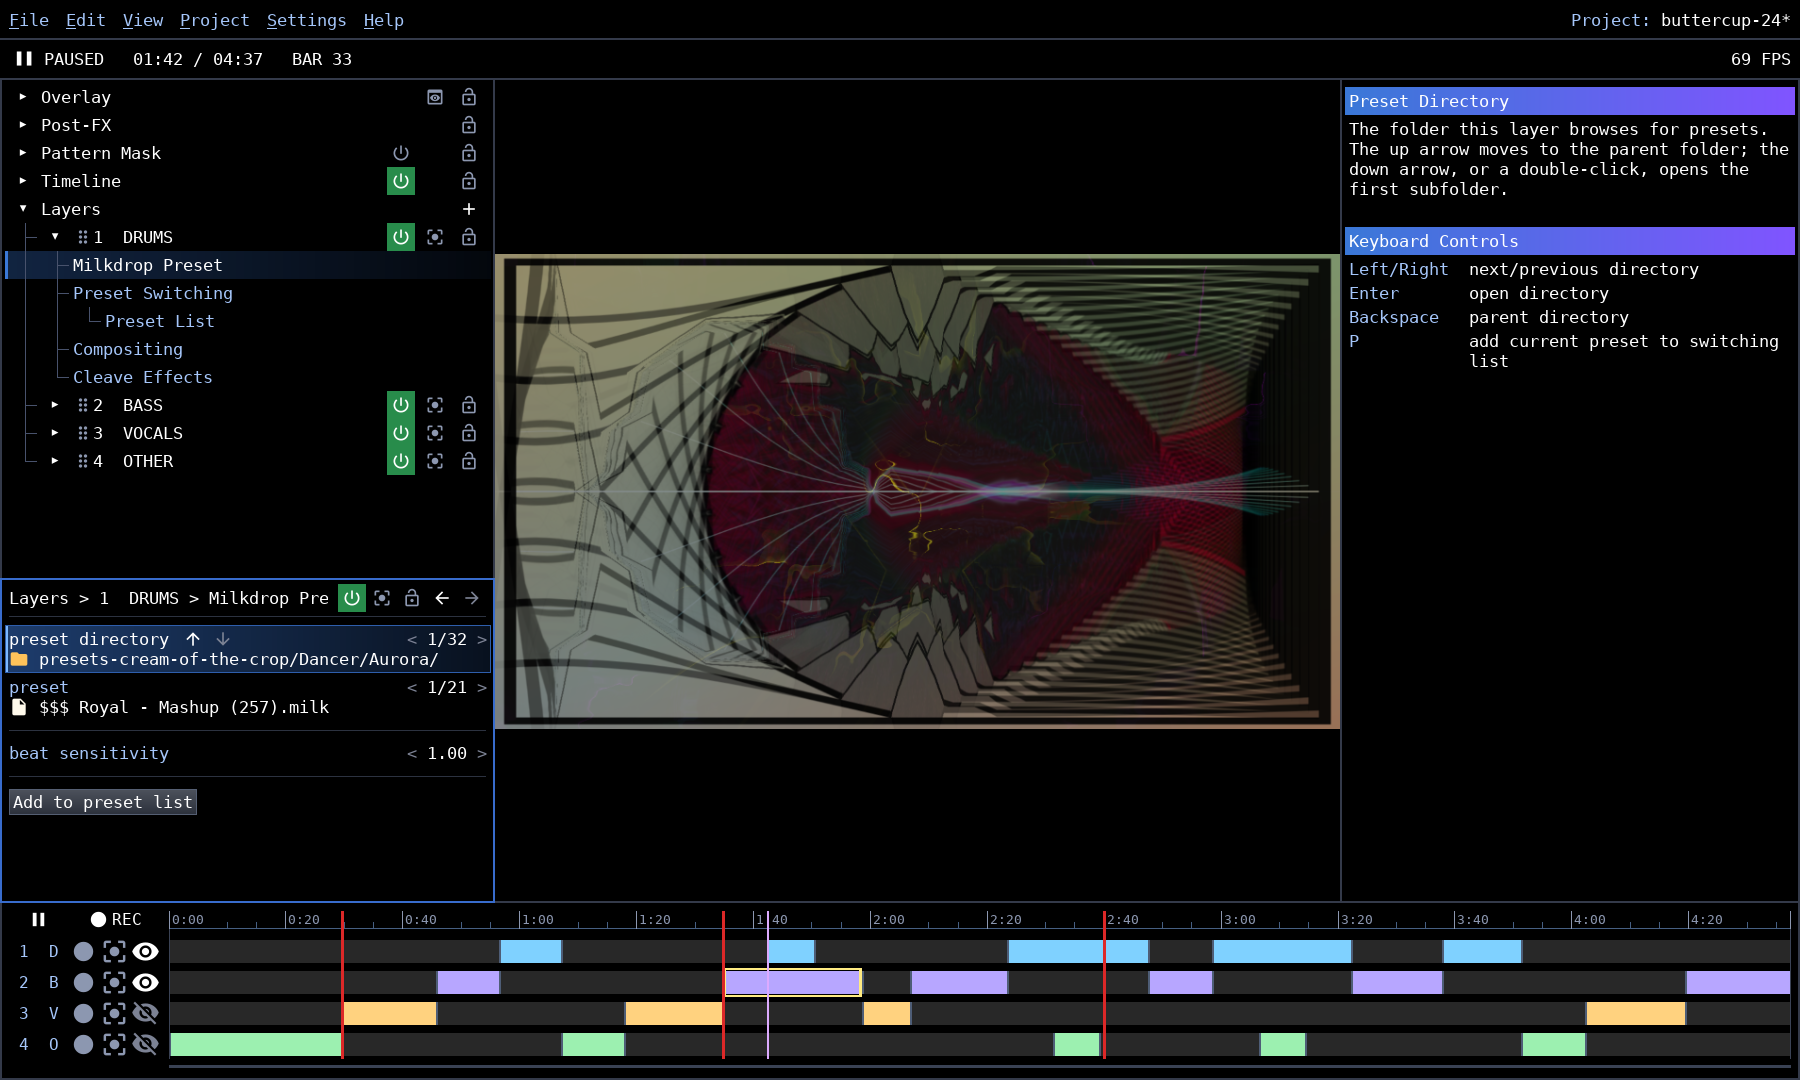 File Edit View Project Settings Help
Project: buttercup-24*
PAUSED 01:42 / 04:37 BAR 33
69 FPS
Overlay
Post-FX
Pattern Mask
Timeline
Layers
1 DRUMS
Milkdrop Preset
Preset Switching
Preset List
Compositing
Cleave Effects
2 BASS
3 VOCALS
4 OTHER
Layers > 1 DRUMS > Milkdrop Pre
preset directory < 1/32 >
presets-cream-of-the-crop/Dancer/Aurora/
preset < 1/21 >
$$$ Royal - Mashup (257).milk
beat sensitivity < 1.00 >
Add to preset list
Preset Directory
The folder this layer browses for presets.
The up arrow moves to the parent folder; the
down arrow, or a double-click, opens the
first subfolder.
Keyboard Controls
Left/Right next/previous directory
Enter open directory
Backspace parent directory
P add current preset to switching
list
REC 0:00 0:20 0:40 1:00 1:20 1:40 2:00 2:20 2:40 3:00 3:20 3:40 4:00 4:20
1 D
2 B
3 V
4 O